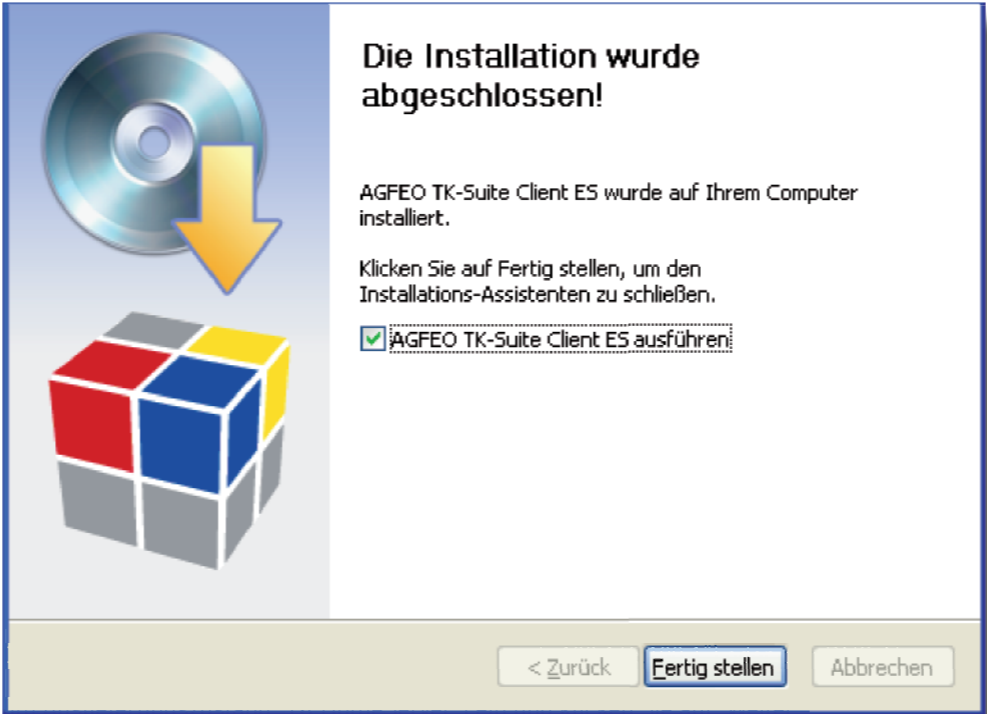 Die Installation wurde
abgeschlossen!
AGFEO TK-Suite Client ES wurde auf Ihrem Computer
installiert.
Klicken Sie auf Fertig stellen, um den
Installations-Assistenten zu schließen.
AGFEO TK-Suite Client ES ausführen
< Zurück
Fertig stellen
Abbrechen